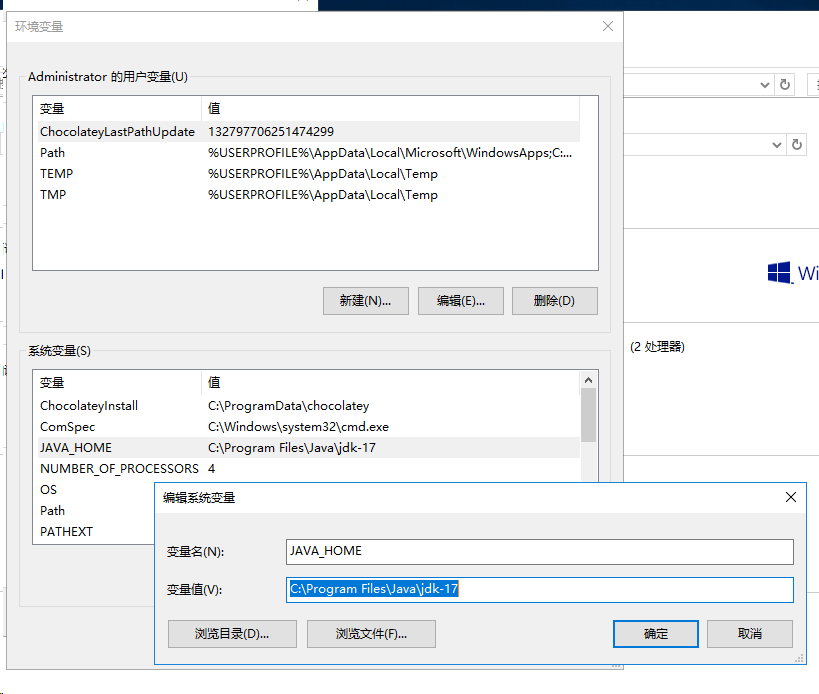 环境变量
Administrator 的用户变量(U)
变量 值
ChocolateyLastPathUpdate 132797706251474299
Path %USERPROFILE%\AppData\Local\Microsoft\WindowsApps;C:...
TEMP %USERPROFILE%\AppData\Local\Temp
TMP %USERPROFILE%\AppData\Local\Temp
新建(N)... 编辑(E)... 删除(D)
Wi
(2 处理器)
系统变量(S)
变量 值
ChocolateyInstall C:\ProgramData\chocolatey
ComSpec C:\Windows\system32\cmd.exe
JAVA_HOME C:\Program Files\Java\jdk-17
NUMBER_OF_PROCESSORS 4
OS
Path
PATHEXT
编辑系统变量
变量名(N): JAVA_HOME
变量值(V): C:\Program Files\Java\jdk-17
浏览目录(D)... 浏览文件(F)... 确定 取消